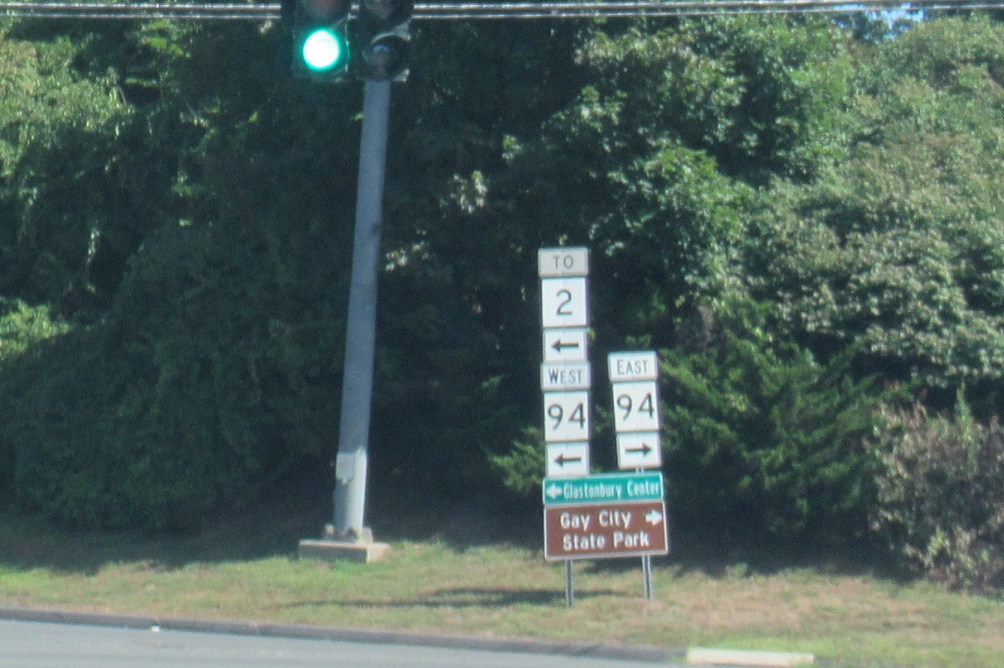 TO
2
WEST
94
EAST
94
Glastonbury Center
Gay City
State Park